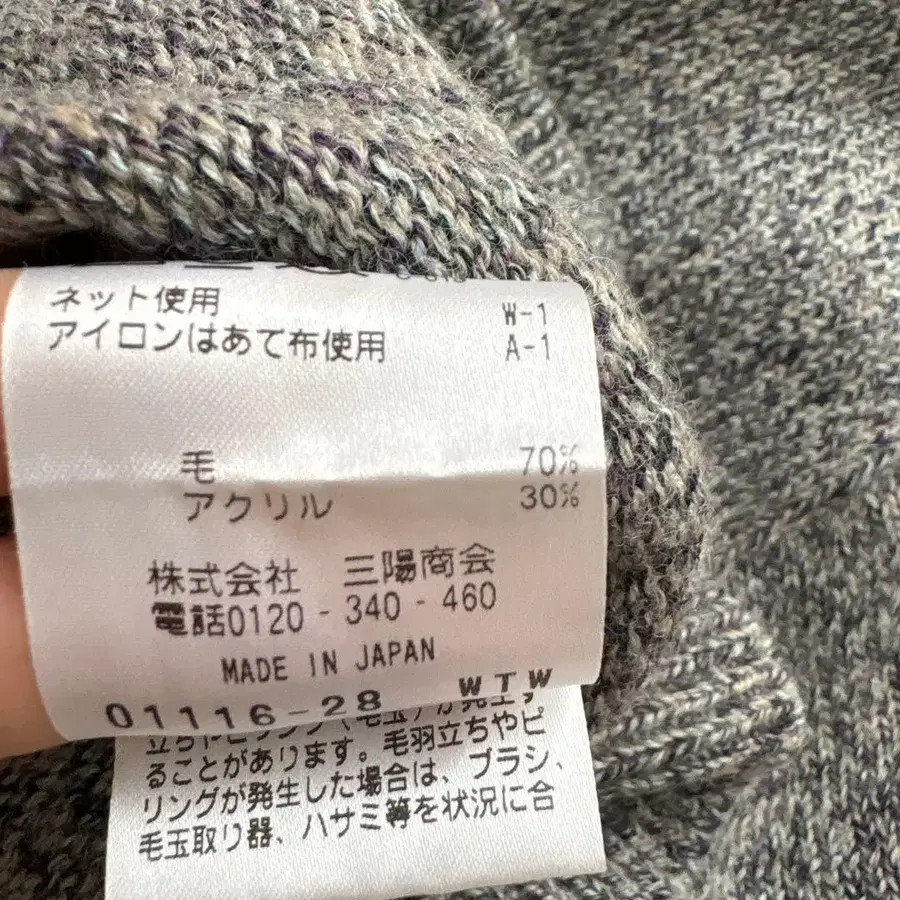 ネット使用 W-1
アイロンはあて布使用 A-1
毛 70%
アクリル 30%
株式会社 三陽商会
電話0120-340-460
MADE IN JAPAN
01116-28 WTW
ることがあります。毛羽立ちやピ
リングが発生した場合は、ブラシ、
毛玉取り器、ハサミ等を状況に合